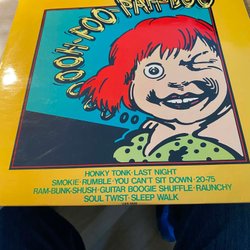 OOH-POO-PAH-DOO
HONKY TONK·LAST NIGHT
SMOKIE·RUMBLE·YOU CAN'T SIT DOWN·20-75
RAM-BUNK-SHUSH·GUITAR BOOGIE SHUFFLE·RAUNCHY
SOUL TWIST·SLEEP WALK